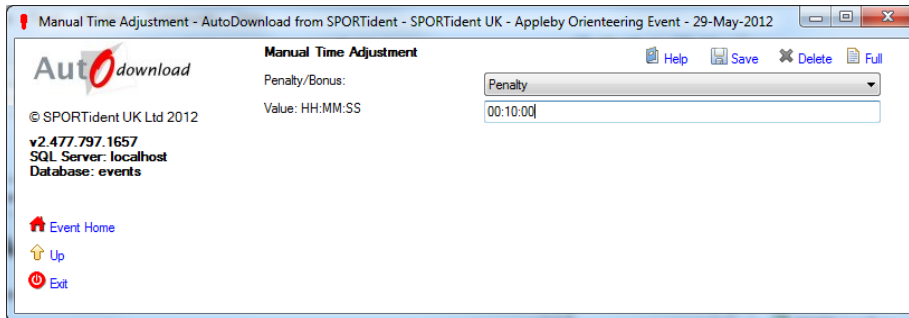 Manual Time Adjustment - AutoDownload from SPORTident - SPORTident UK - Appleby Orienteering Event - 29-May-2012
AutOdownload
© SPORTident UK Ltd 2012
v2.477.797.1657
SQL Server: localhost
Database: events
Event Home
Up
Exit
Manual Time Adjustment
Help Save Delete Full
Penalty/Bonus: Penalty
Value: HH:MM:SS 00:10:00